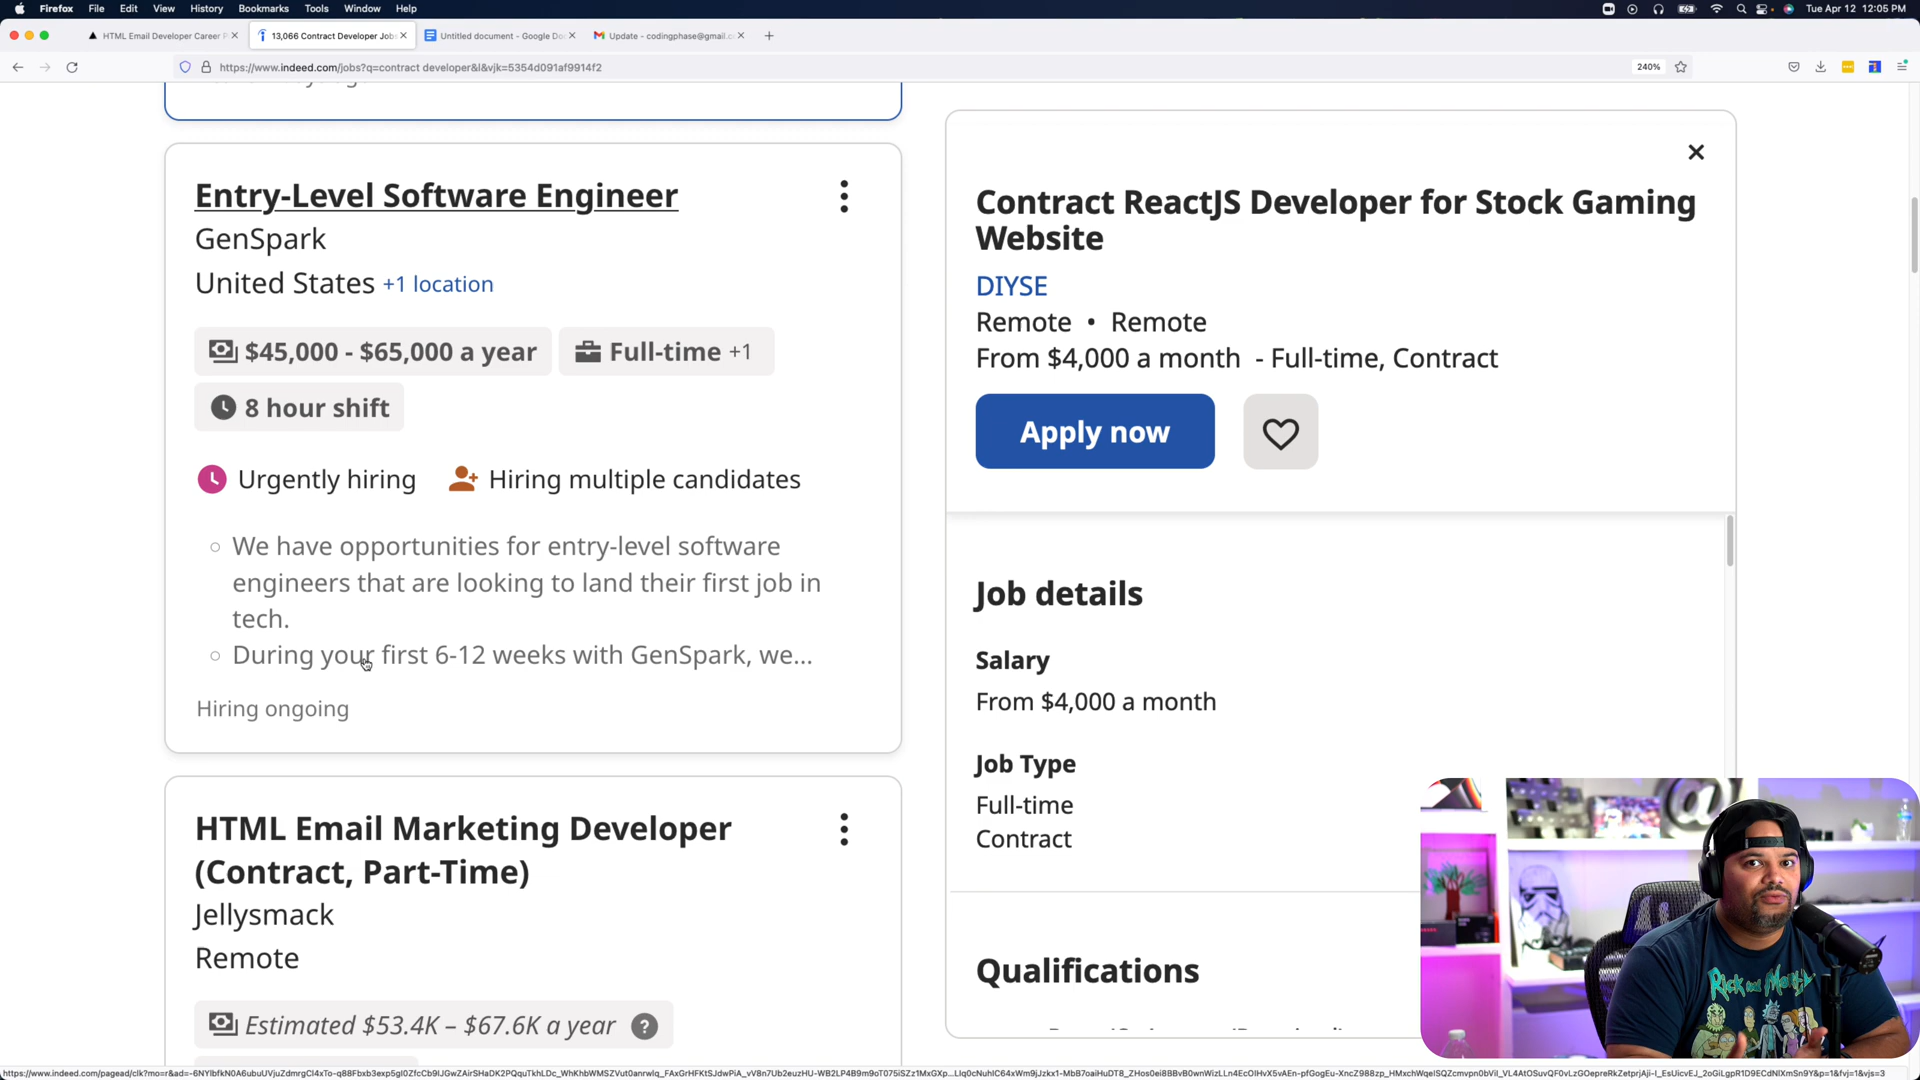 Firefox File Edit View History Bookmarks Tools Window Help Tue Apr 12 12:05 PM
HTML Email Developer Career 13,066 Contract Developer Job Untitled document - Google Do Update - codingphase@gmail.c
https://www.indeed.com/jobs?q=contract developer&l&vjk=5354d091af9914f2 240%
Entry-Level Software Engineer
GenSpark
United States +1 location
$45,000 - $65,000 a year Full-time +1
8 hour shift
Urgently hiring Hiring multiple candidates
We have opportunities for entry-level software
engineers that are looking to land their first job in
tech.
During your first 6-12 weeks with GenSpark, we...
Hiring ongoing
HTML Email Marketing Developer
(Contract, Part-Time)
Jellysmack
Remote
Estimated $53.4K – $67.6K a year ?
Contract ReactJS Developer for Stock Gaming
Website
DIYSE
Remote • Remote
From $4,000 a month - Full-time, Contract
Apply now
Job details
Salary
From $4,000 a month
Job Type
Full-time
Contract
Qualifications
Rick and Morty